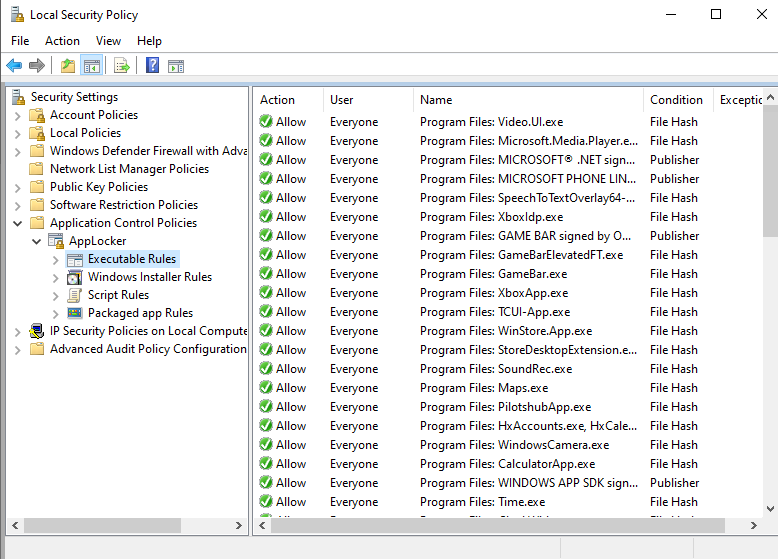 Local Security Policy
File Action View Help
Security Settings
Account Policies
Local Policies
Windows Defender Firewall with Adva
Network List Manager Policies
Public Key Policies
Software Restriction Policies
Application Control Policies
AppLocker
Executable Rules
Windows Installer Rules
Script Rules
Packaged app Rules
IP Security Policies on Local Compute
Advanced Audit Policy Configuration
Action User Name Condition Exceptio
Allow Everyone Program Files: Video.UI.exe File Hash
Allow Everyone Program Files: Microsoft.Media.Player.e... File Hash
Allow Everyone Program Files: MICROSOFT® .NET sign... Publisher
Allow Everyone Program Files: MICROSOFT PHONE LIN... Publisher
Allow Everyone Program Files: SpeechToTextOverlay64-... File Hash
Allow Everyone Program Files: XboxIdp.exe File Hash
Allow Everyone Program Files: GAME BAR signed by O... Publisher
Allow Everyone Program Files: GameBarElevatedFT.exe File Hash
Allow Everyone Program Files: GameBar.exe File Hash
Allow Everyone Program Files: XboxApp.exe File Hash
Allow Everyone Program Files: TCUI-App.exe File Hash
Allow Everyone Program Files: WinStore.App.exe File Hash
Allow Everyone Program Files: StoreDesktopExtension.e... File Hash
Allow Everyone Program Files: SoundRec.exe File Hash
Allow Everyone Program Files: Maps.exe File Hash
Allow Everyone Program Files: PilotshubApp.exe File Hash
Allow Everyone Program Files: HxAccounts.exe, HxCale... File Hash
Allow Everyone Program Files: WindowsCamera.exe File Hash
Allow Everyone Program Files: CalculatorApp.exe File Hash
Allow Everyone Program Files: WINDOWS APP SDK sign... Publisher
Allow Everyone Program Files: Time.exe File Hash